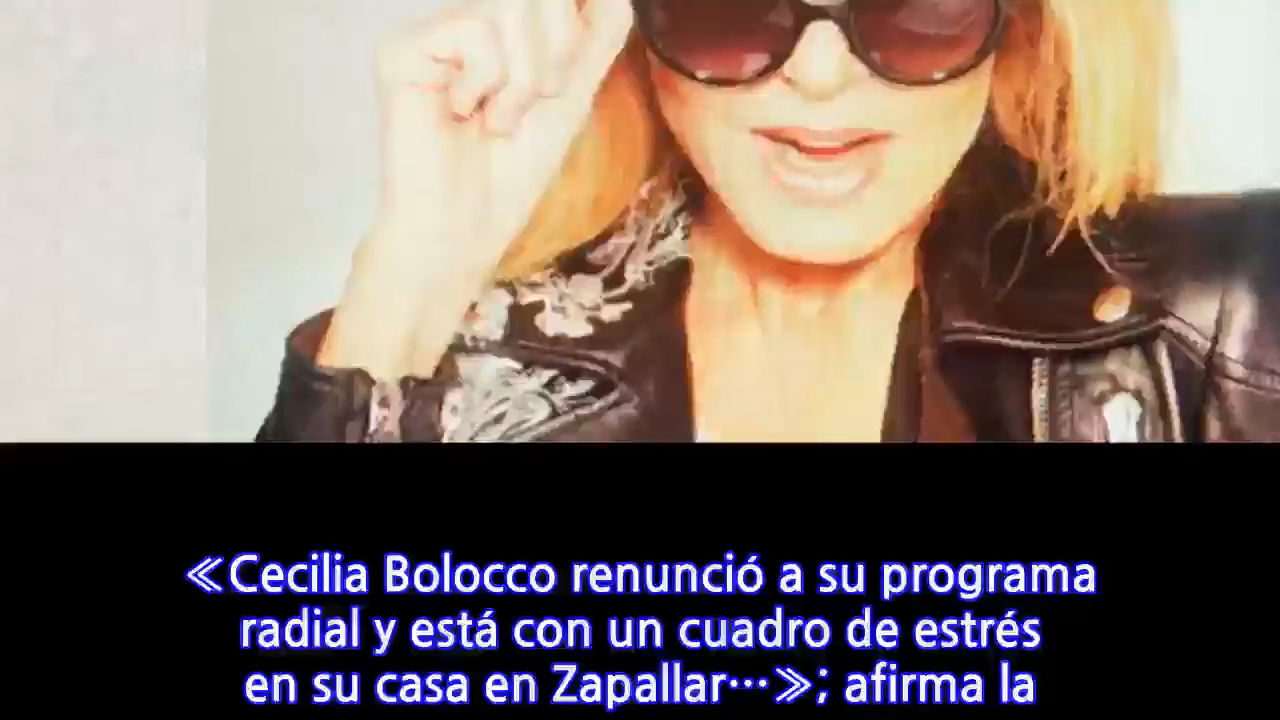 ≪Cecilia Bolocco renunció a su programa
radial y está con un cuadro de estrés
en su casa en Zapallar…≫; afirma la